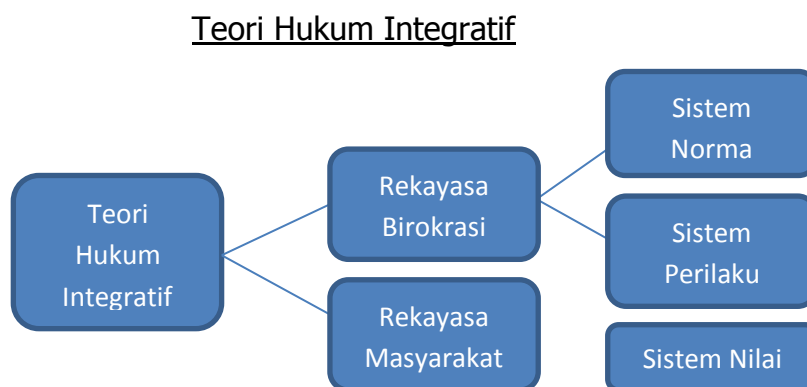 Teori Hukum Integratif
Teori
Hukum
Integratif
Rekayasa
Birokrasi
Rekayasa
Masyarakat
Sistem
Norma
Sistem
Perilaku
Sistem Nilai